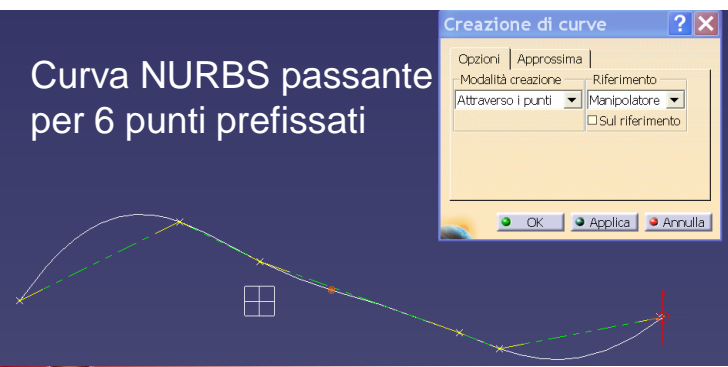 Creazione di curve
Curva NURBS passante
per 6 punti prefissati
Opzioni Approssima
Modalità creazione Riferimento
Attraverso i punti Manipolatore
Sul riferimento
OK Applica Annulla